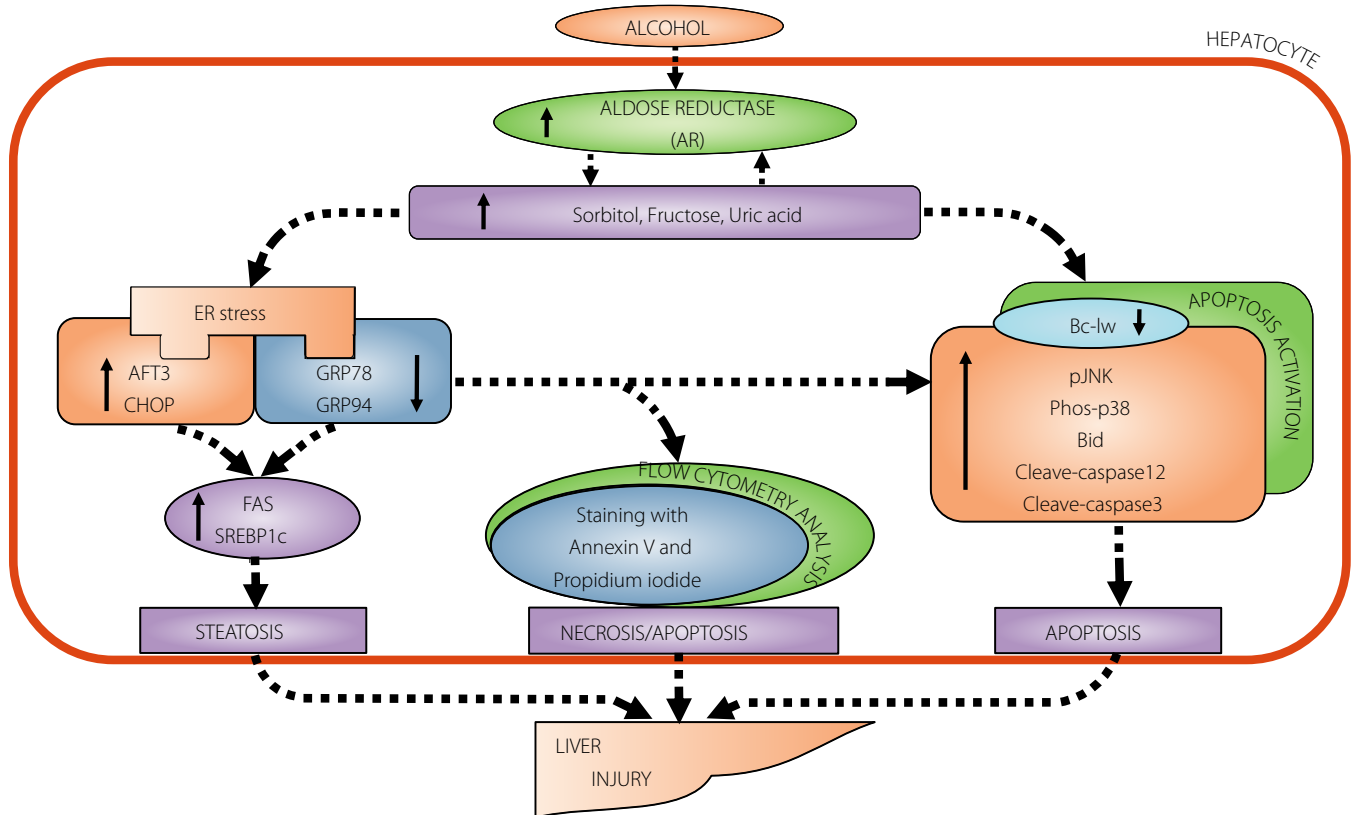 ALCOHOL
HEPATOCYTE
ALDOSE REDUCTASE
(AR)
Sorbitol, Fructose, Uric acid
ER stress
AFT3
CHOP
GRP78
GRP94
Bc-lw
APOPTOSIS ACTIVATION
pJNK
Phos-p38
Bid
Cleave-caspase12
Cleave-caspase3
FAS
SREBP1c
FLOW CYTOMETRY ANALYSIS
Staining with
Annexin V and
Propidium iodide
STEATOSIS
NECROSIS/APOPTOSIS
APOPTOSIS
LIVER
INJURY